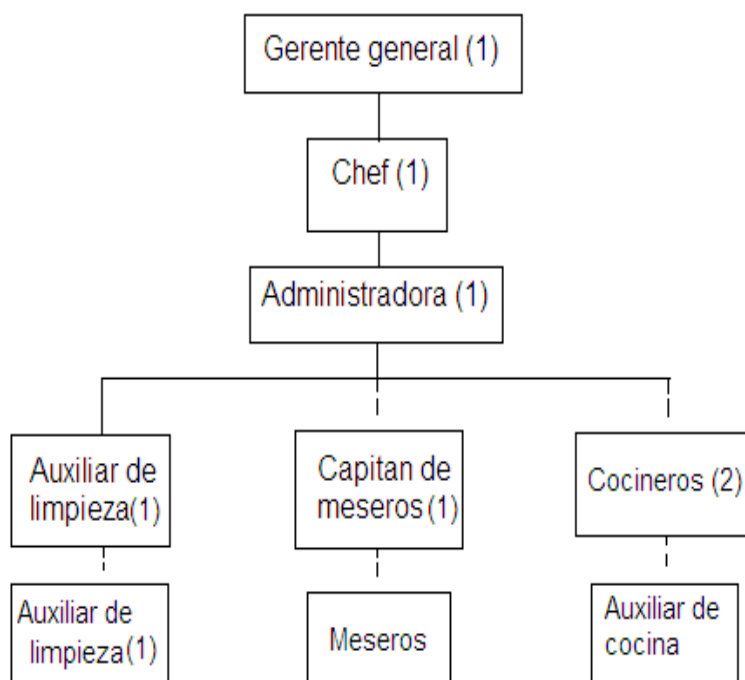 Gerente general (1)
Chef (1)
Administradora (1)
Auxiliar de
limpieza(1)
Capitan de
meseros (1)
Cocineros (2)
Auxiliar de
limpieza(1)
Meseros
Auxiliar de
cocina